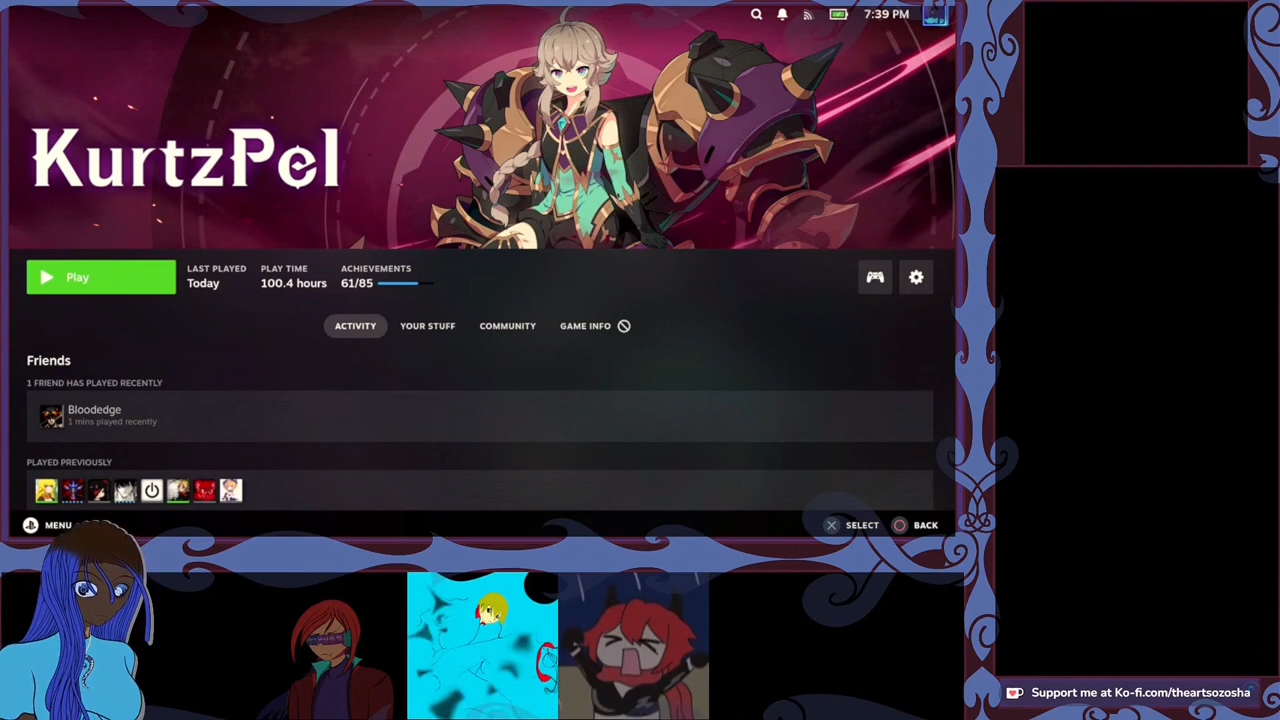 7:39 PM
KurtzPel
Play
LAST PLAYED
Today
PLAY TIME
100.4 hours
ACHIEVEMENTS
61/85
ACTIVITY
YOUR STUFF
COMMUNITY
GAME INFO
Friends
1 FRIEND HAS PLAYED RECENTLY
Bloodedge
1 mins played recently
PLAYED PREVIOUSLY
MENU
SELECT
BACK
Support me at Ko-fi.com/theartsozosha